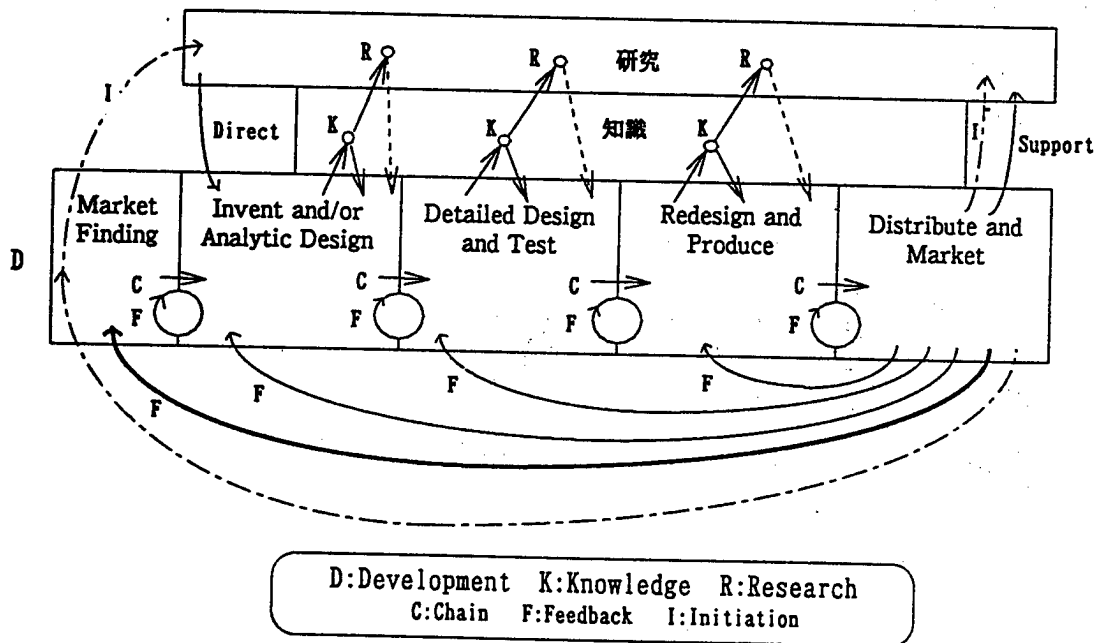 R
R
研究
R
I
Direct
K
K
知識
K
I
Support
Market
Finding
Invent and/or
Analytic Design
Detailed Design
and Test
Redesign and
Produce
Distribute and
Market
D
C
C
C
C
F
F
F
F
F
F
F
F
D:Development K:Knowledge R:Research
C:Chain F:Feedback I:Initiation